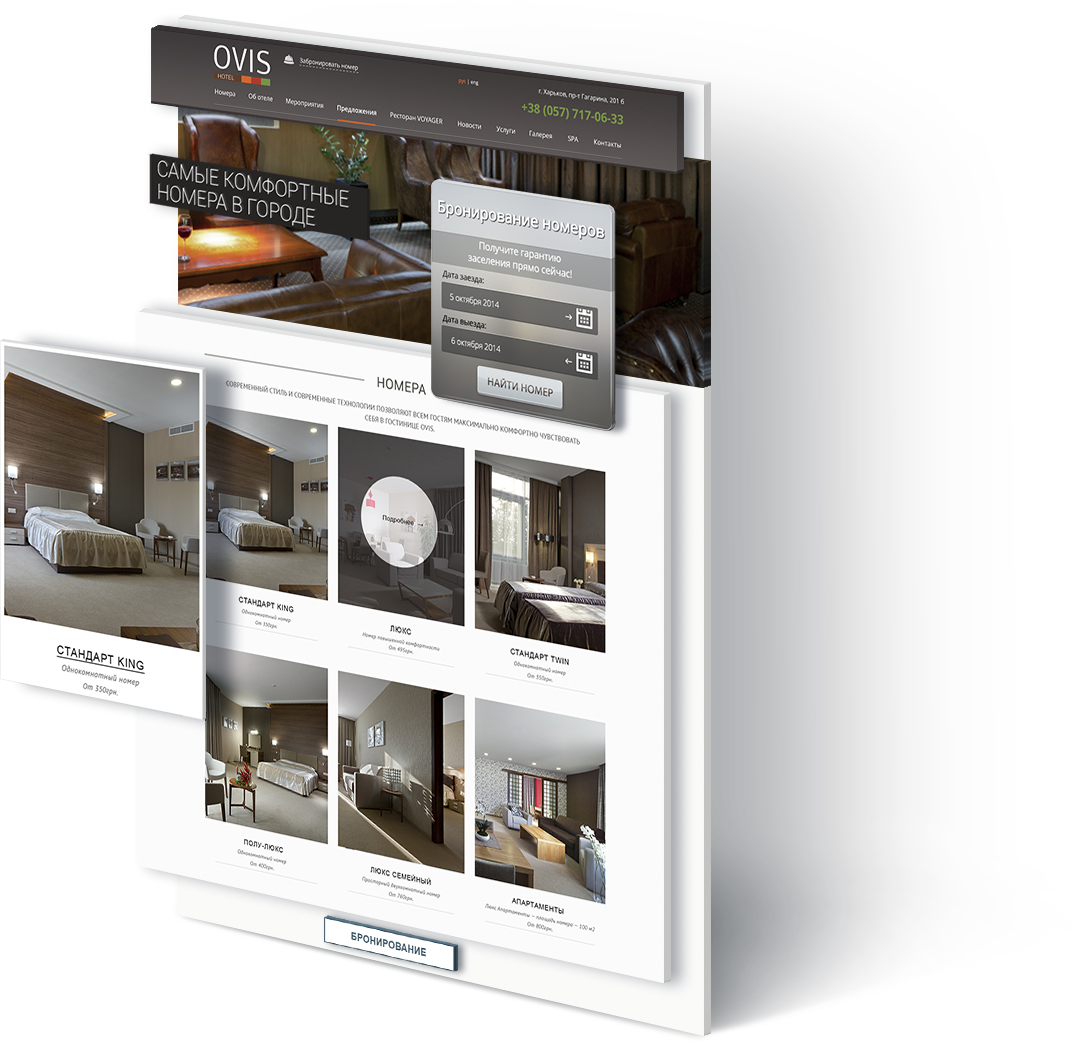 OVIS
HOTEL
Забронировать номер
рус | eng
г. Харьков, пр-т Гагарина, 201 б
+38 (057) 717-06-33
Номера
Об отеле
Мероприятия
Предложения
Ресторан VOYAGER
Новости
Услуги
Галерея
SPA
Контакты
САМЫЕ КОМФОРТНЫЕ
НОМЕРА В ГОРОДЕ
Бронирование номеров
Получите гарантию
заселения прямо сейчас!
Дата заезда:
5 октября 2014
Дата выезда:
6 октября 2014
НАЙТИ НОМЕР
НОМЕРА
СОВРЕМЕННЫЙ СТИЛЬ И СОВРЕМЕННЫЕ ТЕХНОЛОГИИ ПОЗВОЛЯЮТ ВСЕМ ГОСТЯМ МАКСИМАЛЬНО КОМФОРТНО ЧУВСТВОВАТЬ
СЕБЯ В ГОСТИНИЦЕ OVIS.
СТАНДАРТ KING
Однокомнатный номер
От 350грн.
СТАНДАРТ KING
Однокомнатный номер
От 350грн.
Подробнее →
ЛЮКС
Номер повышенной комфортности
От 495грн.
СТАНДАРТ TWIN
Однокомнатный номер
От 350грн.
ПОЛУ-ЛЮКС
Однокомнатный номер
От 400грн.
ЛЮКС СЕМЕЙНЫЙ
Просторный двухкомнатный номер
От 760грн.
АПАРТАМЕНТЫ
Люкс Апартаменты – площадь номера – 100 м2
От 800грн.
БРОНИРОВАНИЕ